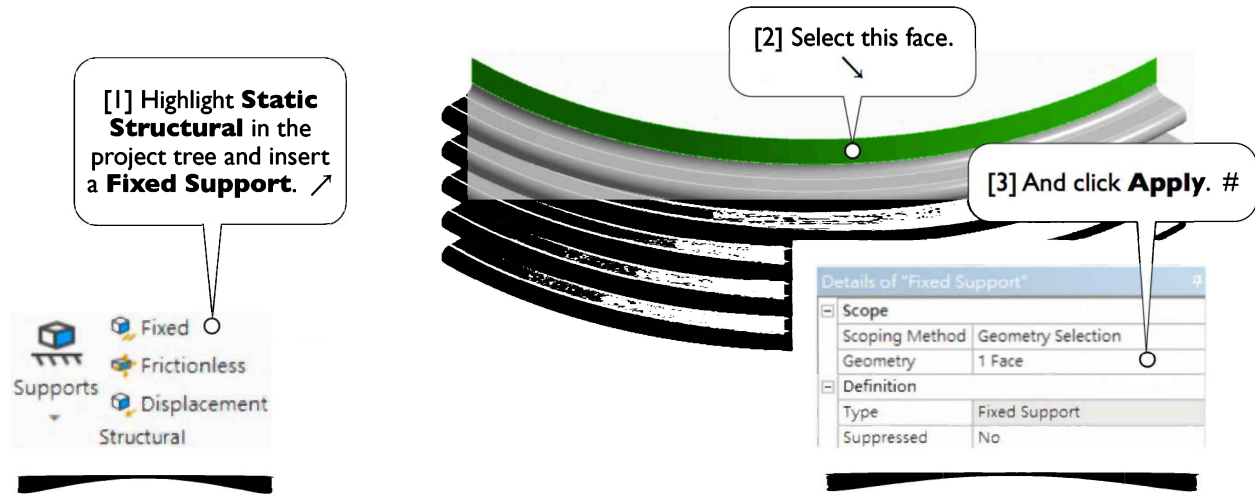 [1] Highlight Static
Structural in the
project tree and insert
a Fixed Support. ↗
[2] Select this face.
↘
[3] And click Apply. #
Fixed
Frictionless
Supports
Displacement
Structural
Details of "Fixed Support"
Scope
Scoping Method Geometry Selection
Geometry 1 Face
Definition
Type Fixed Support
Suppressed No